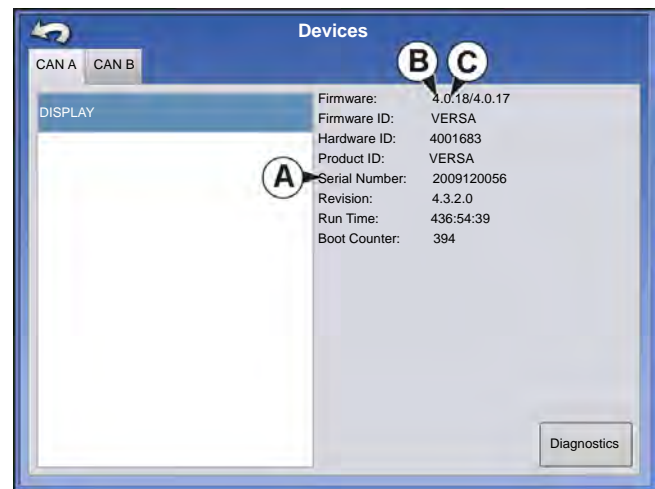 Devices
CAN A CAN B
B C
DISPLAY
Firmware: 4.0.18/4.0.17
Firmware ID: VERSA
Hardware ID: 4001683
Product ID: VERSA
A
Serial Number: 2009120056
Revision: 4.3.2.0
Run Time: 436:54:39
Boot Counter: 394
Diagnostics